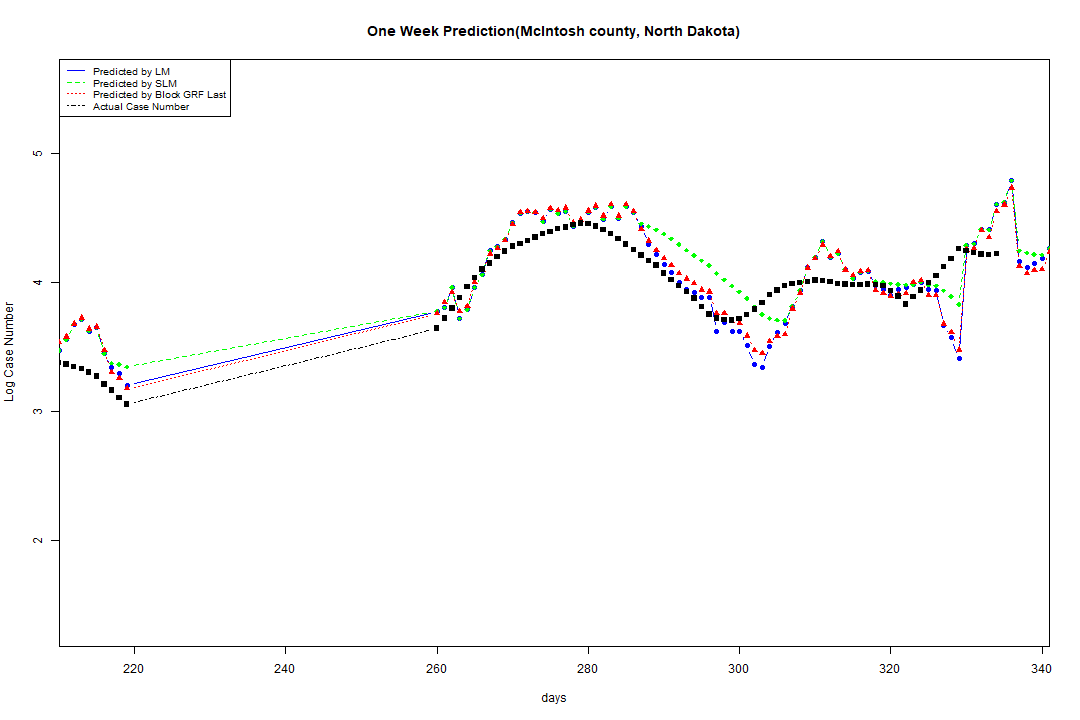 One Week Prediction(McIntosh county, North Dakota)
Predicted by LM
Predicted by SLM
Predicted by Block GRF Last
Actual Case Number
5
4
3
2
Log Case Number
220 240 260 280 300 320 340
days